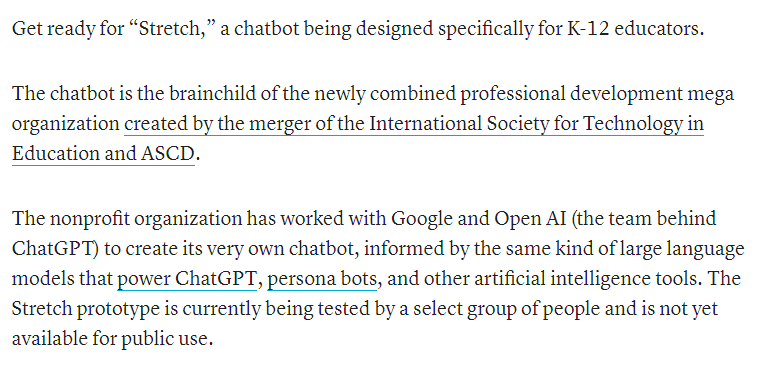 Get ready for “Stretch,” a chatbot being designed specifically for K-12 educators.
The chatbot is the brainchild of the newly combined professional development mega
organization created by the merger of the International Society for Technology in
Education and ASCD.
The nonprofit organization has worked with Google and Open AI (the team behind
ChatGPT) to create its very own chatbot, informed by the same kind of large language
models that power ChatGPT, persona bots, and other artificial intelligence tools. The
Stretch prototype is currently being tested by a select group of people and is not yet
available for public use.